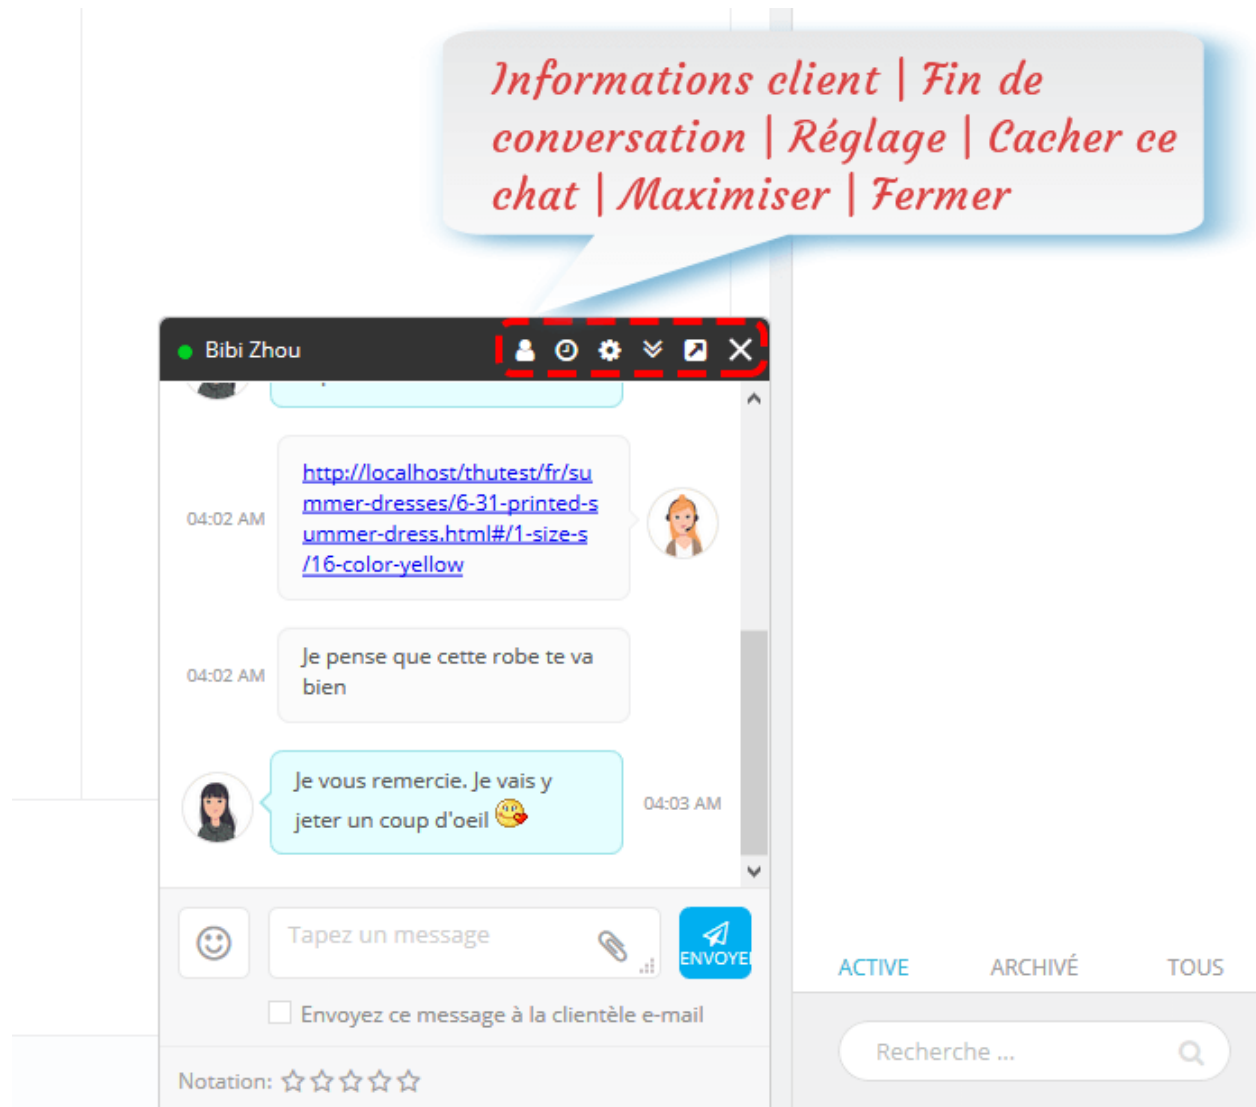 Informations client | Fin de
conversation | Réglage | Cacher ce
chat | Maximiser | Fermer
Bibi Zhou
http://localhost/thutest/fr/su
mmer-dresses/6-31-printed-s
ummer-dress.html#/1-size-s
/16-color-yellow
04:02 AM
Je pense que cette robe te va
bien
04:02 AM
Je vous remercie. Je vais y
jeter un coup d'oeil
04:03 AM
Tapez un message
ENVOYE
Envoyez ce message à la clientèle e-mail
Notation:
ACTIVE ARCHIVÉ TOUS
Recherche ...